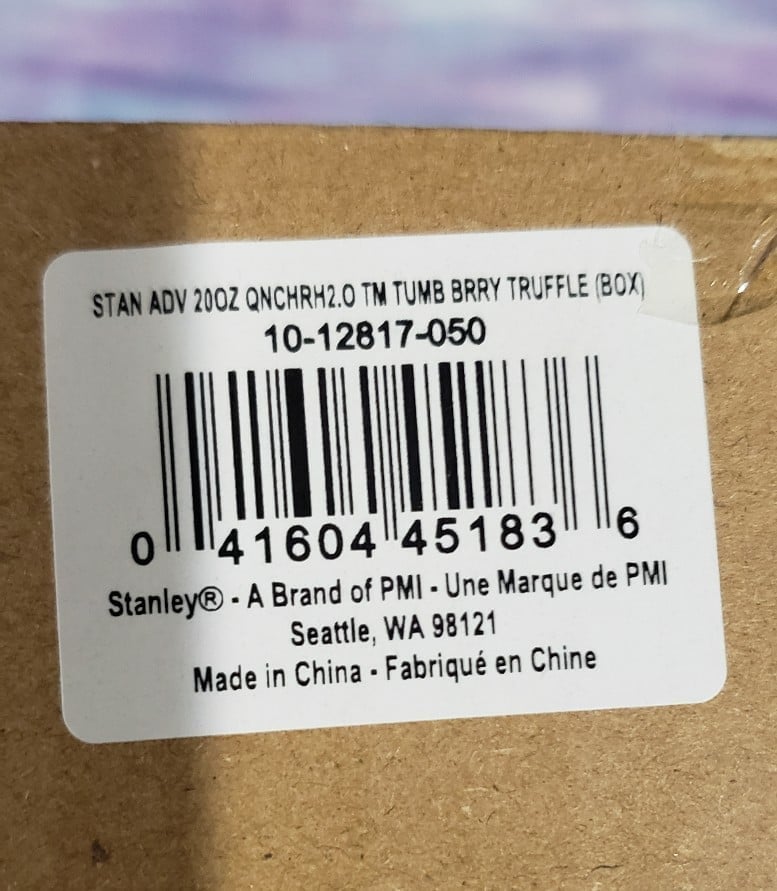 STAN ADV 20OZ QNCHRH2.O TM TUMB BRRY TRUFFLE (BOX)
10-12817-050
0 41604 45183 6
Stanley® - A Brand of PMI - Une Marque de PMI
Seattle, WA 98121
Made in China - Fabriqué en Chine